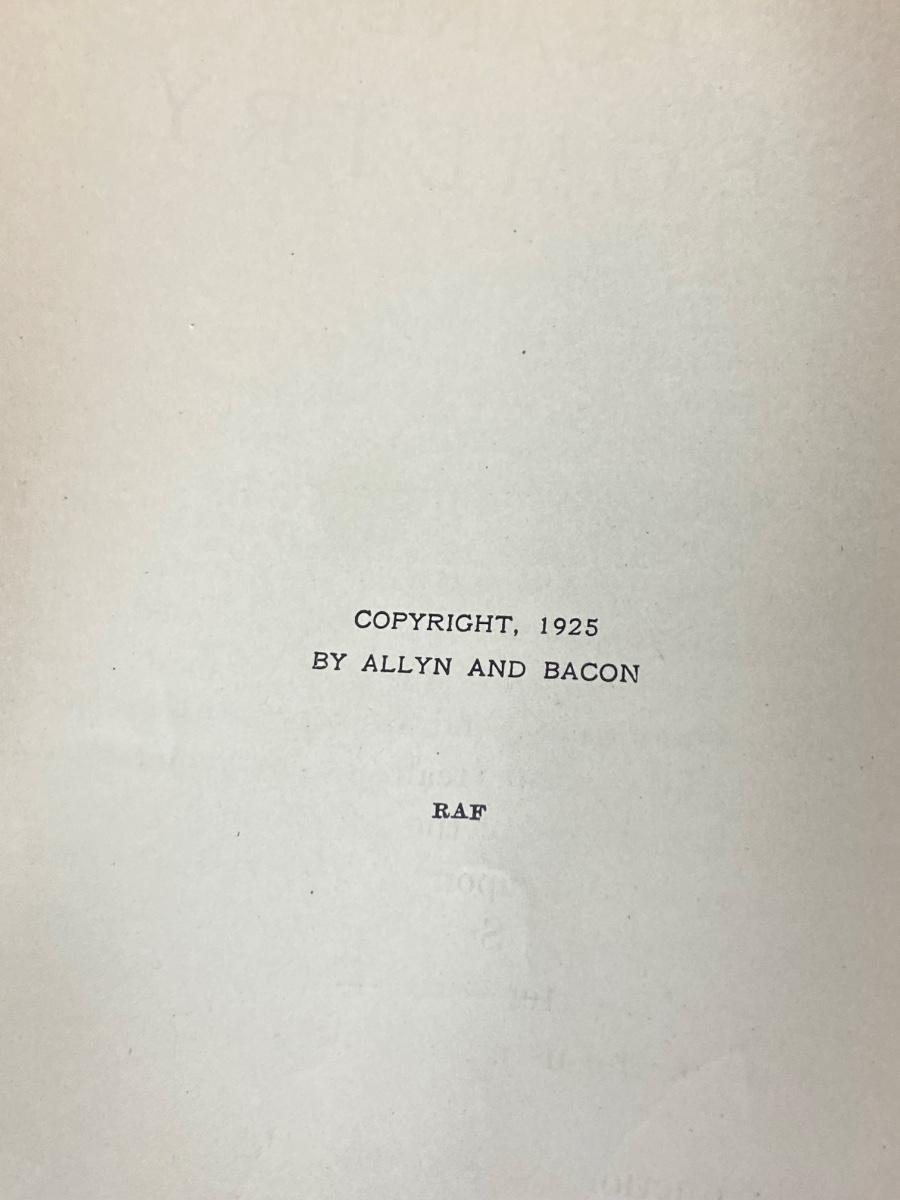 COPYRIGHT, 1925
BY ALLYN AND BACON
RAF